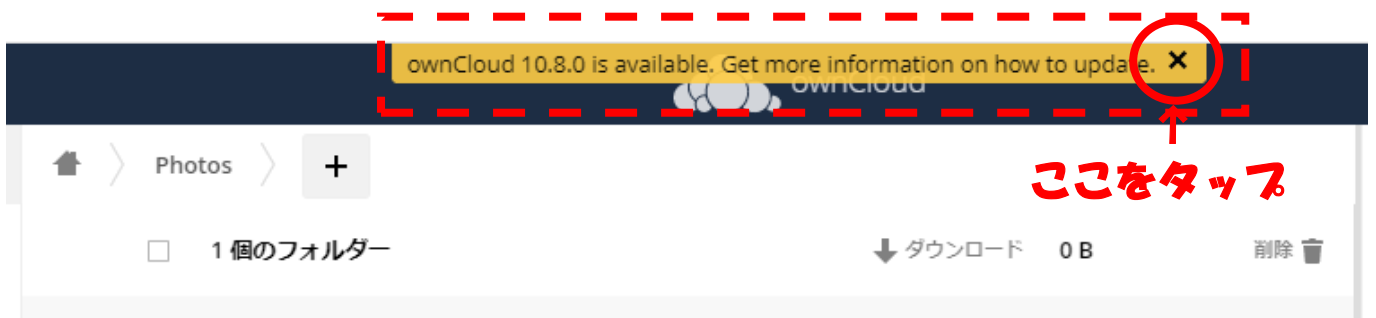 ownCloud 10.8.0 is available. Get more information on how to update. ×
ownCloud
Photos +
ここをタップ
1 個のフォルダー ダウンロード 0 B 削除